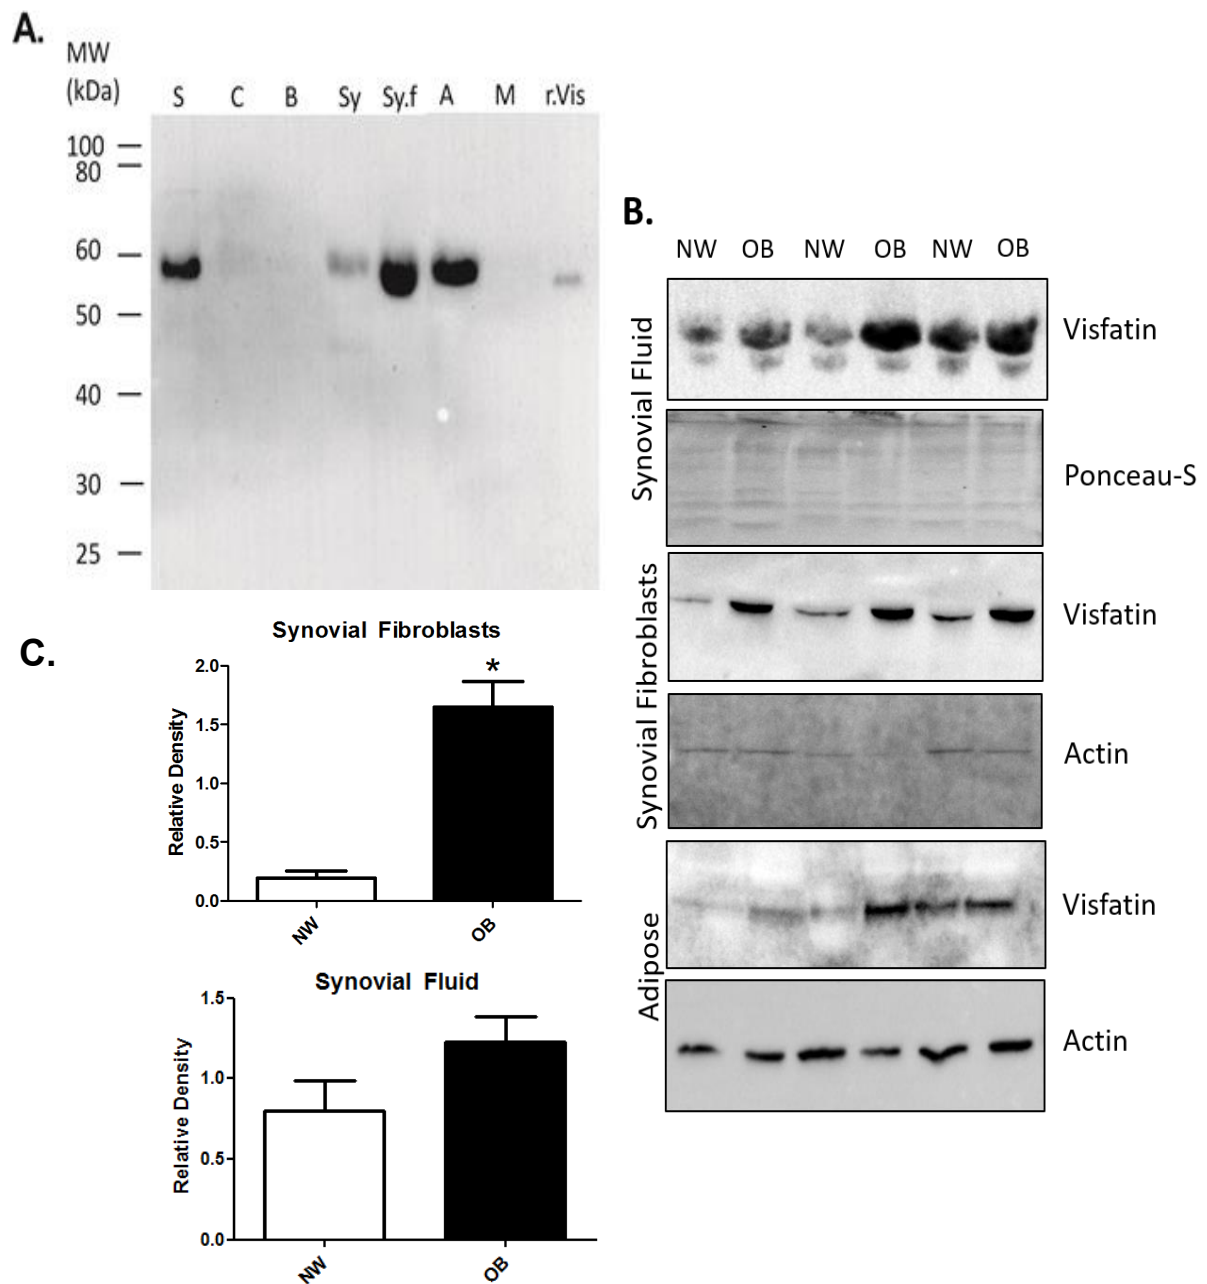 A.
MW
(kDa)
S C B Sy Sy.f A M r.Vis
100
80
60
50
40
30
25
B.
NW OB NW OB NW OB
Synovial Fluid
Visfatin
Ponceau-S
Synovial Fibroblasts
Visfatin
Actin
Adipose
Visfatin
Actin
C.
Synovial Fibroblasts
Relative Density
2.0
1.5
1.0
0.5
0.0
*
NW OB
Synovial Fluid
Relative Density
1.5
1.0
0.5
0.0
NW OB